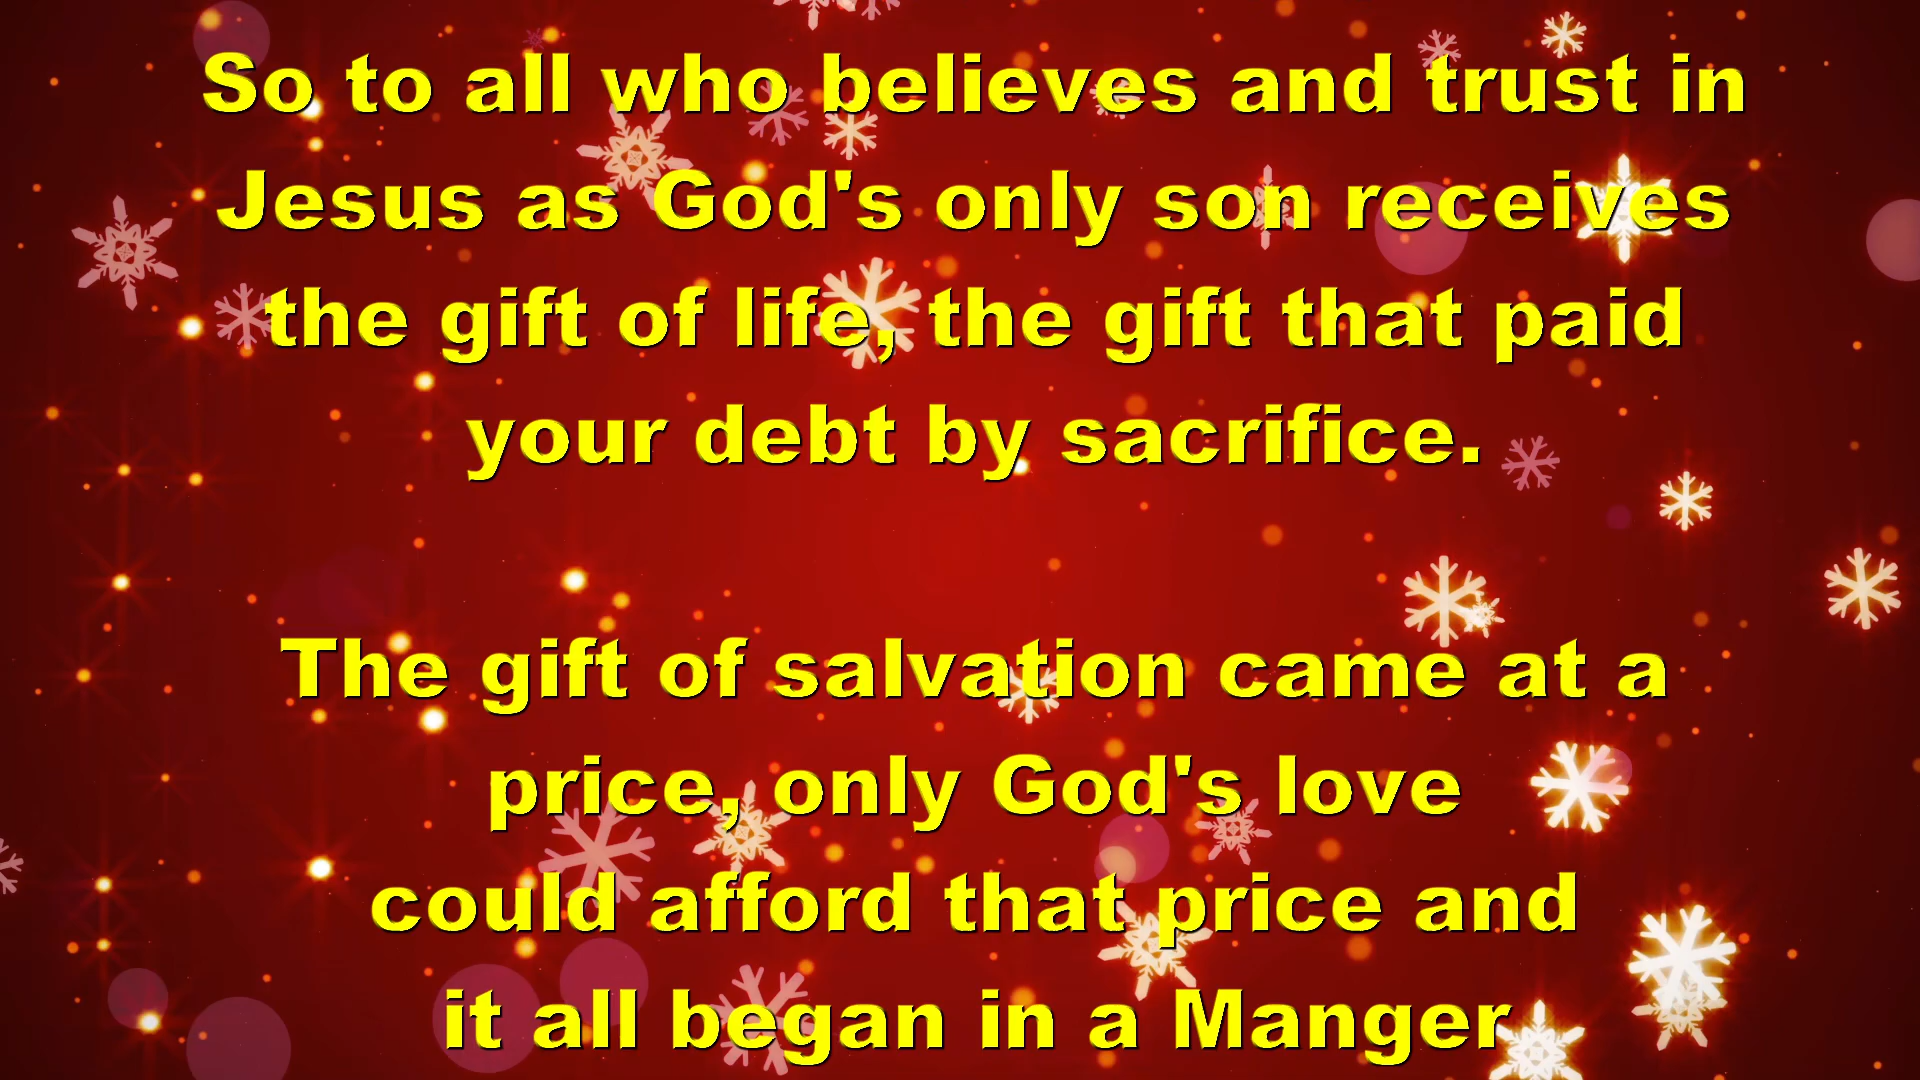 So to all who believes and trust in
Jesus as God's only son receives
the gift of life, the gift that paid
your debt by sacrifice.
The gift of salvation came at a
price, only God's love
could afford that price and
it all began in a Manger